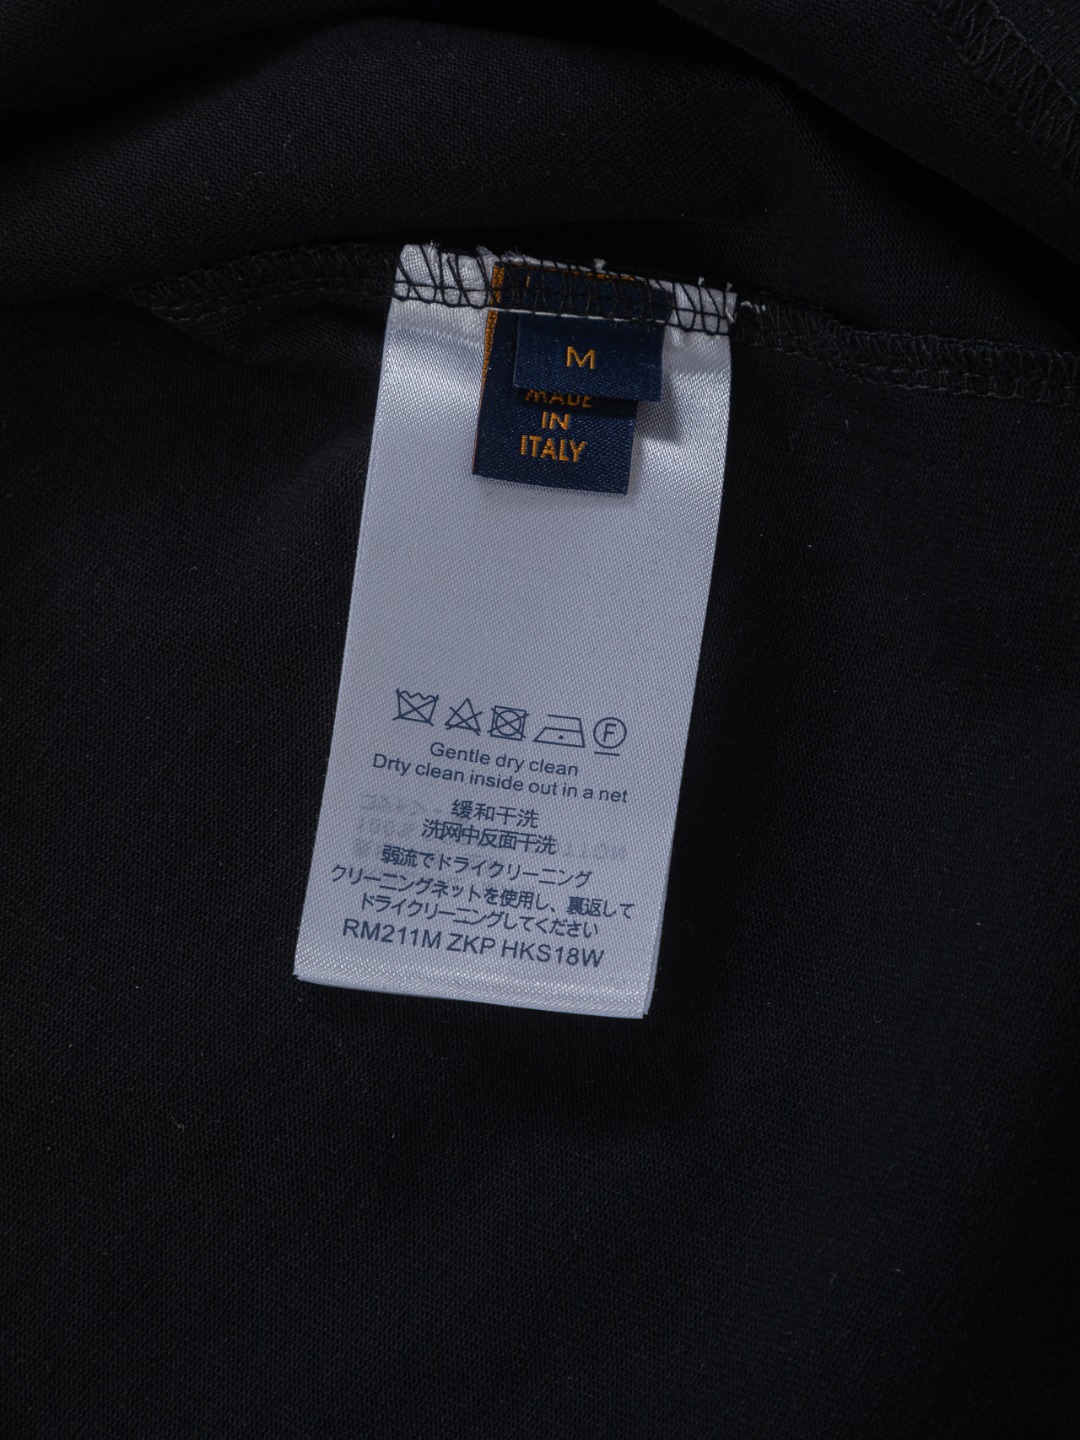 M
MADE
IN
ITALY
F
Gentle dry clean
Drty clean inside out in a net
缓和干洗
洗网中反面干洗
弱流でドライクリーニング
クリーニングネットを使用し、裏返して
ドライクリーニングしてください
RM211M ZKP HKS18W